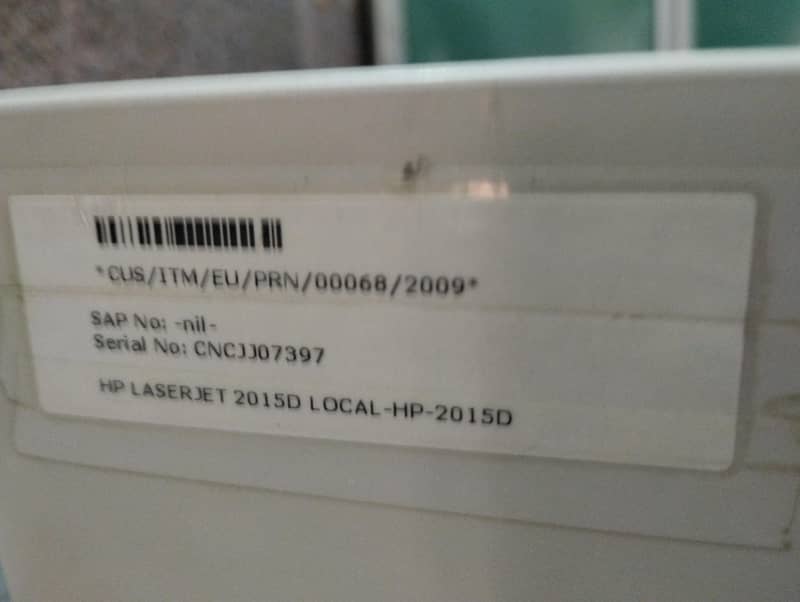 *CUS/ITM/EU/PRN/00068/2009*
SAP No: -nil-
Serial No: CNCJJ07397
HP LASERJET 2015D LOCAL-HP-2015D